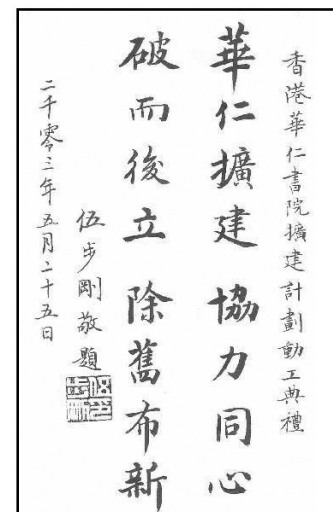 香港華仁書院擴建計劃動工典禮
華仁擴建 協力同心
破而後立 除舊布新
伍步剛敬題
二千零三年五月二十五日